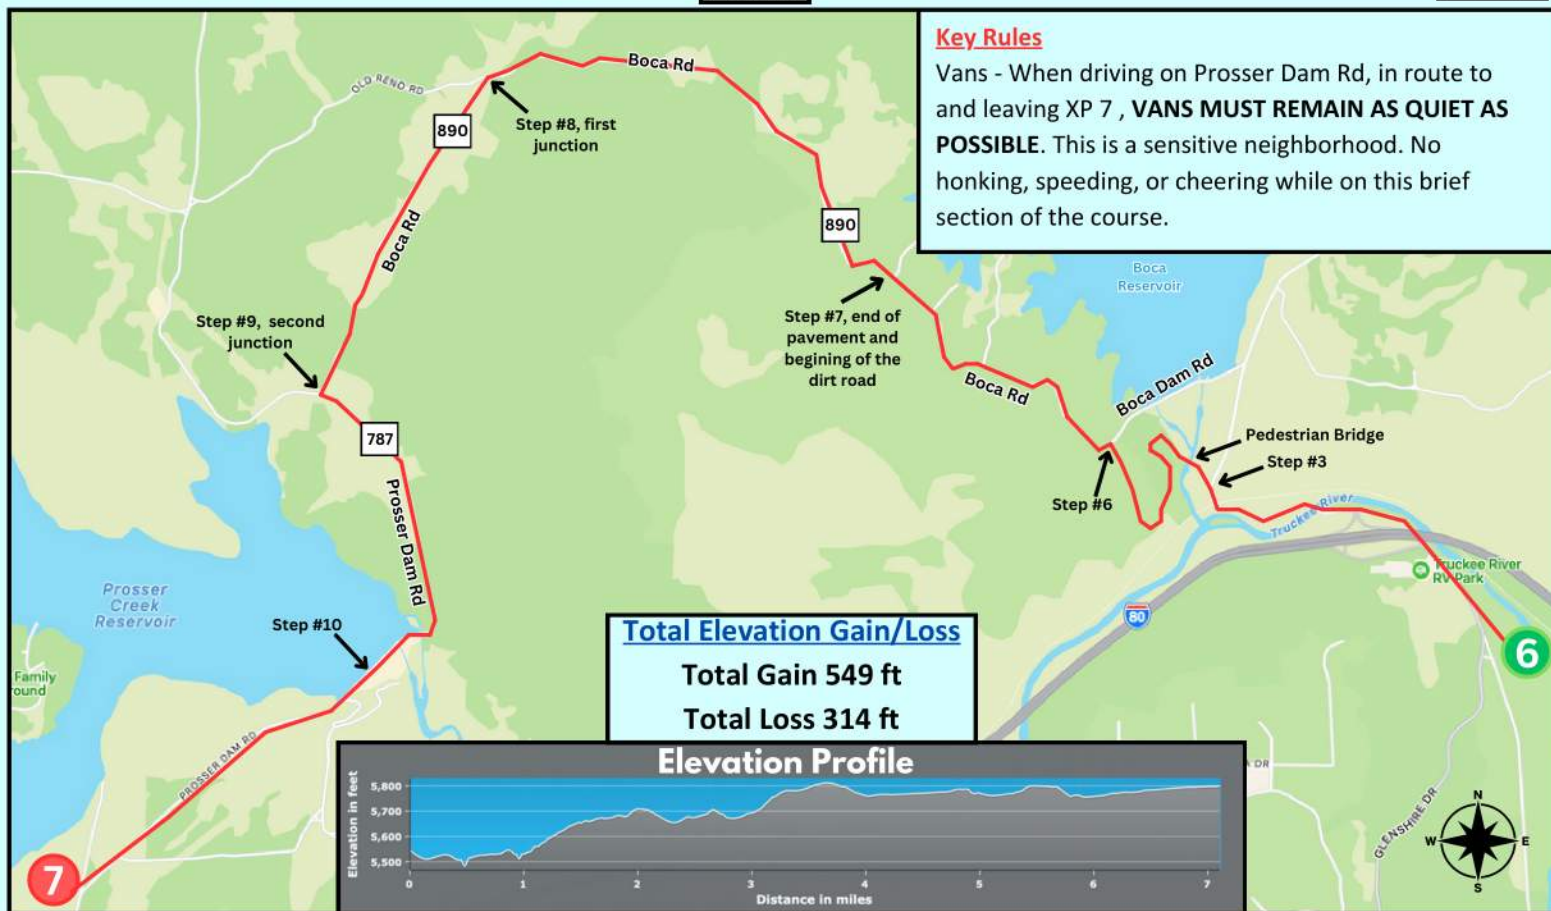 Key Rules
Vans - When driving on Prosser Dam Rd, in route to
and leaving XP 7 , VANS MUST REMAIN AS QUIET AS
POSSIBLE. This is a sensitive neighborhood. No
honking, speeding, or cheering while on this brief
section of the course.
Boca Rd
OLD RENO RD
890
Step #8, first
junction
Boca Rd
890
Boca
Reservoir
Step #9, second
junction
Step #7, end of
pavement and
begining of the
dirt road
Boca Rd
Boca Dam Rd
787
Pedestrian Bridge
Step #3
Step #6
Prosser Dam Rd
Truckee River
Truckee River
RV Park
Prosser
Creek
Reservoir
80
Step #10
6
Family
PROSSER DAM RD
Total Elevation Gain/Loss
Total Gain 549 ft
Total Loss 314 ft
DR
GLENSHIRE DR
N
W
E
S
7
Elevation Profile
Elevation in feet
5,800
5,700
5,600
5,500
0 1 2 3 4 5 6 7
Distance in miles